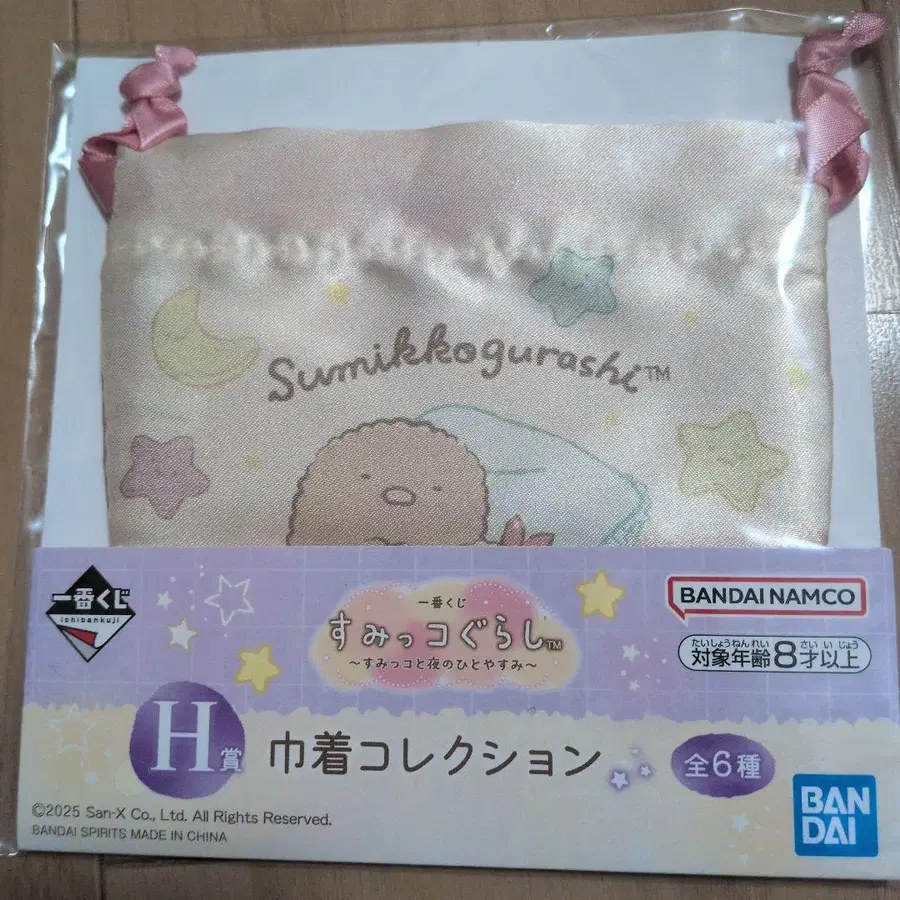 Sumikkogurashi™
一番くじ
ichibankuji
一番くじ
すみっコぐらし™
～すみっコと夜のひとやすみ～
BANDAI NAMCO
たいしょうねんれい さい いじょう
対象年齢8才以上
H賞 巾着コレクション 全6種
©2025 San-X Co., Ltd. All Rights Reserved.
BANDAI SPIRITS MADE IN CHINA
BAN
DAI